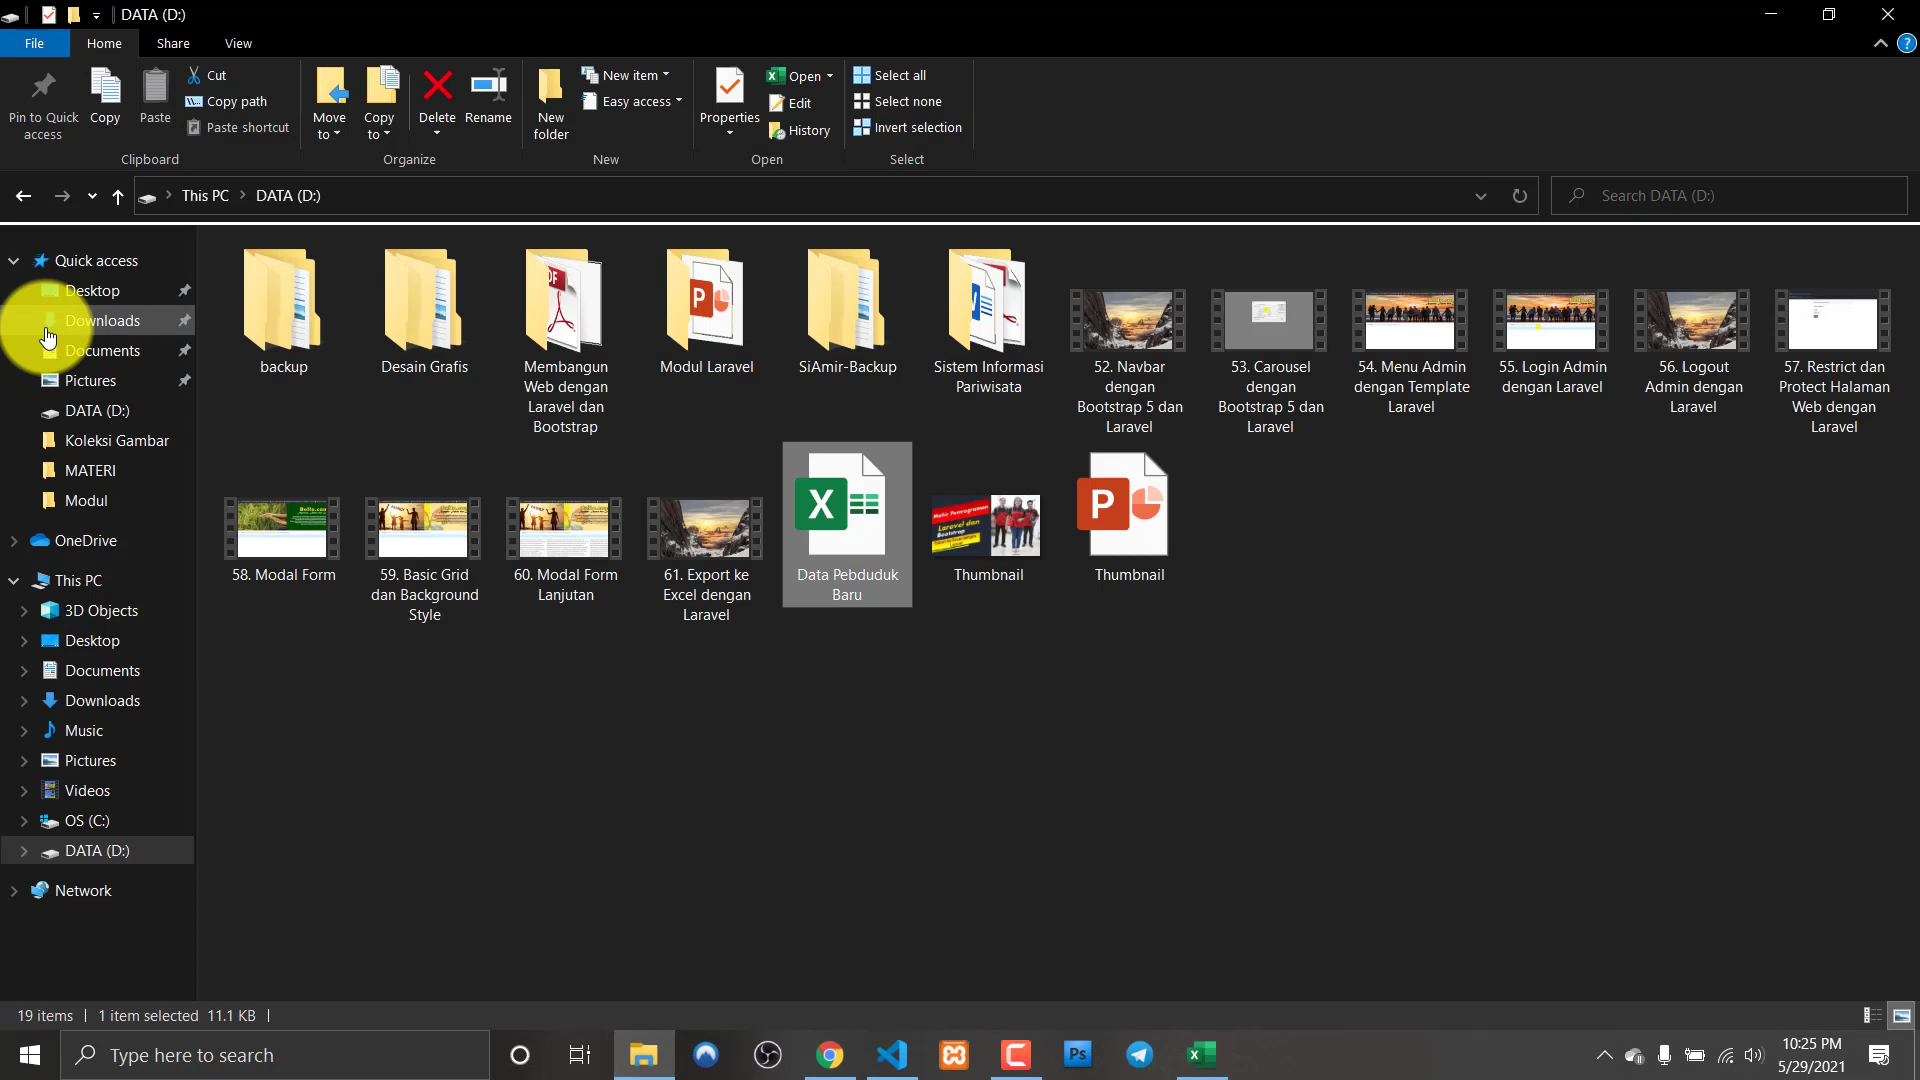 DATA (D:)
File Home Share View
Pin to Quick access
Copy
Paste
Cut
Copy path
Paste shortcut
Clipboard
Move to
Copy to
Delete
Rename
Organize
New folder
New item
Easy access
New
Properties
Open
Edit
History
Open
Select all
Select none
Invert selection
Select
This PC DATA (D:)
Search DATA (D:)
Quick access
Desktop
Downloads
Documents
Pictures
DATA (D:)
Koleksi Gambar
MATERI
Modul
OneDrive
This PC
3D Objects
Desktop
Documents
Downloads
Music
Pictures
Videos
OS (C:)
DATA (D:)
Network
backup
Desain Grafis
Membangun
Web dengan
Laravel dan
Bootstrap
Modul Laravel
SiAmir-Backup
Sistem Informasi
Pariwisata
52. Navbar
dengan
Bootstrap 5 dan
Laravel
53. Carousel
dengan
Bootstrap 5 dan
Laravel
54. Menu Admin
dengan Template
Laravel
55. Login Admin
dengan Laravel
56. Logout
Admin dengan
Laravel
57. Restrict dan
Protect Halaman
Web dengan
Laravel
58. Modal Form
59. Basic Grid
dan Background
Style
60. Modal Form
Lanjutan
61. Export ke
Excel dengan
Laravel
Data Pebduduk
Baru
Thumbnail
Thumbnail
19 items 1 item selected 11.1 KB
Type here to search
10:25 PM
5/29/2021